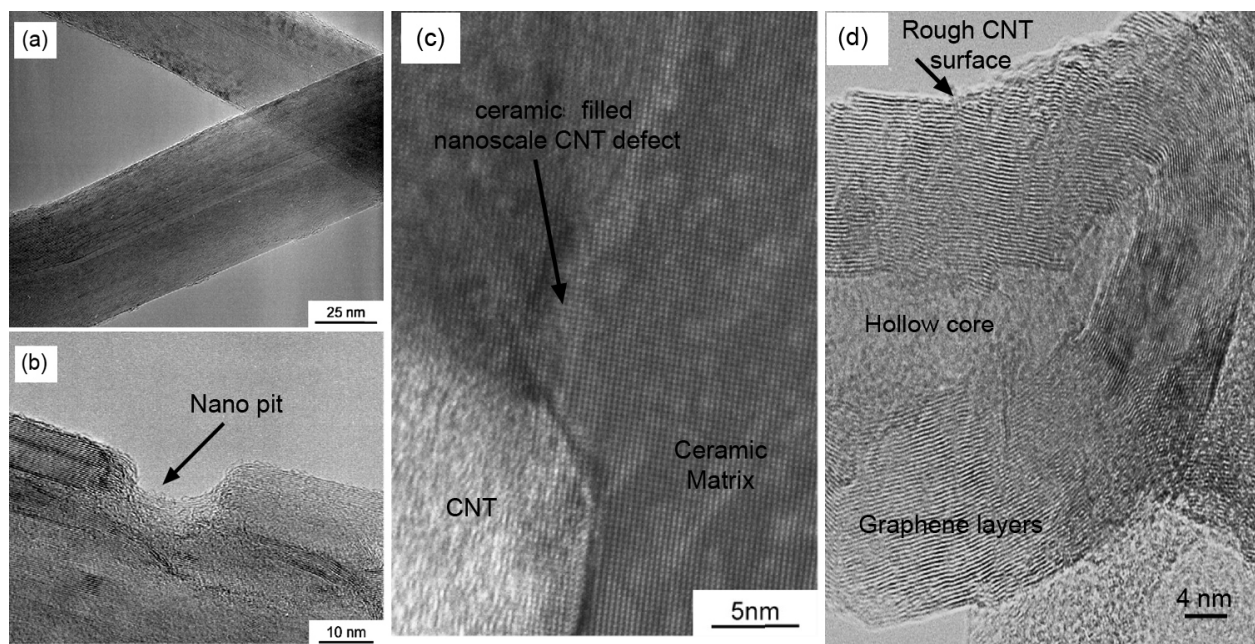 (a)
25 nm
(b)
Nano pit
10 nm
(c)
ceramic filled
nanoscale CNT defect
CNT
Ceramic
Matrix
5nm
(d)
Rough CNT
surface
Hollow core
Graphene layers
4 nm